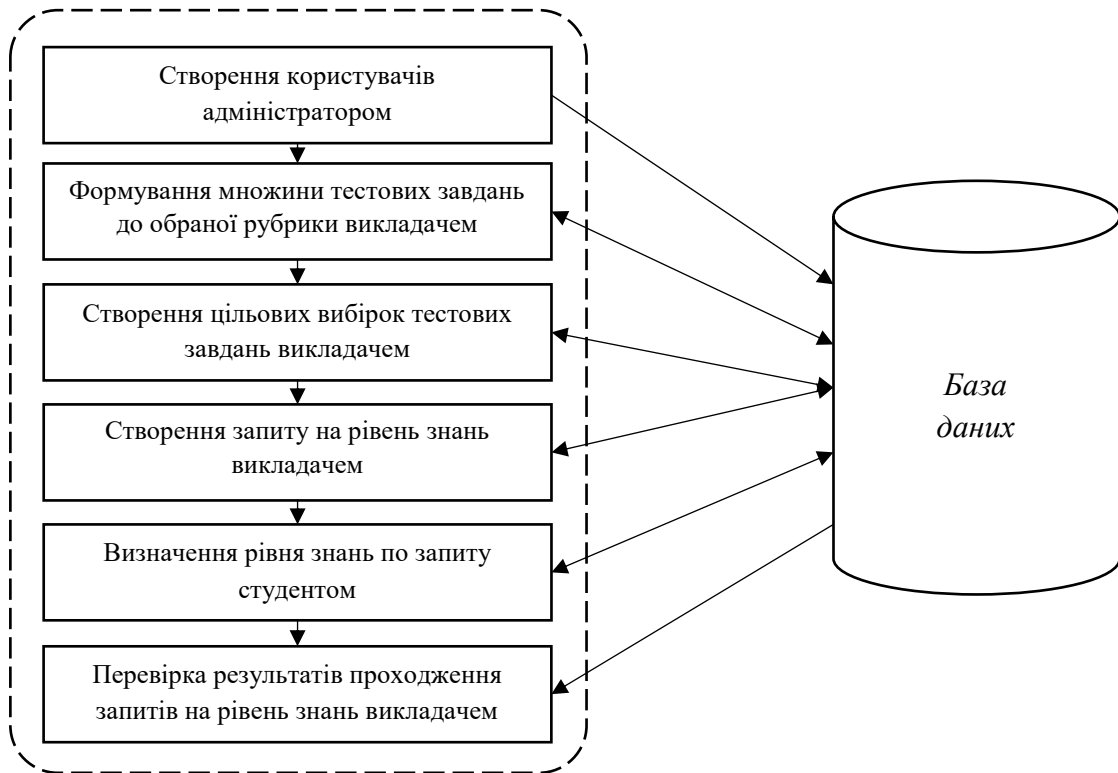 Створення користувачів
адміністратором
Формування множини тестових завдань
до обраної рубрики викладачем
Створення цільових вибірок тестових
завдань викладачем
Створення запиту на рівень знань
викладачем
Визначення рівня знань по запиту
студентом
Перевірка результатів проходження
запитів на рівень знань викладачем
База
даних